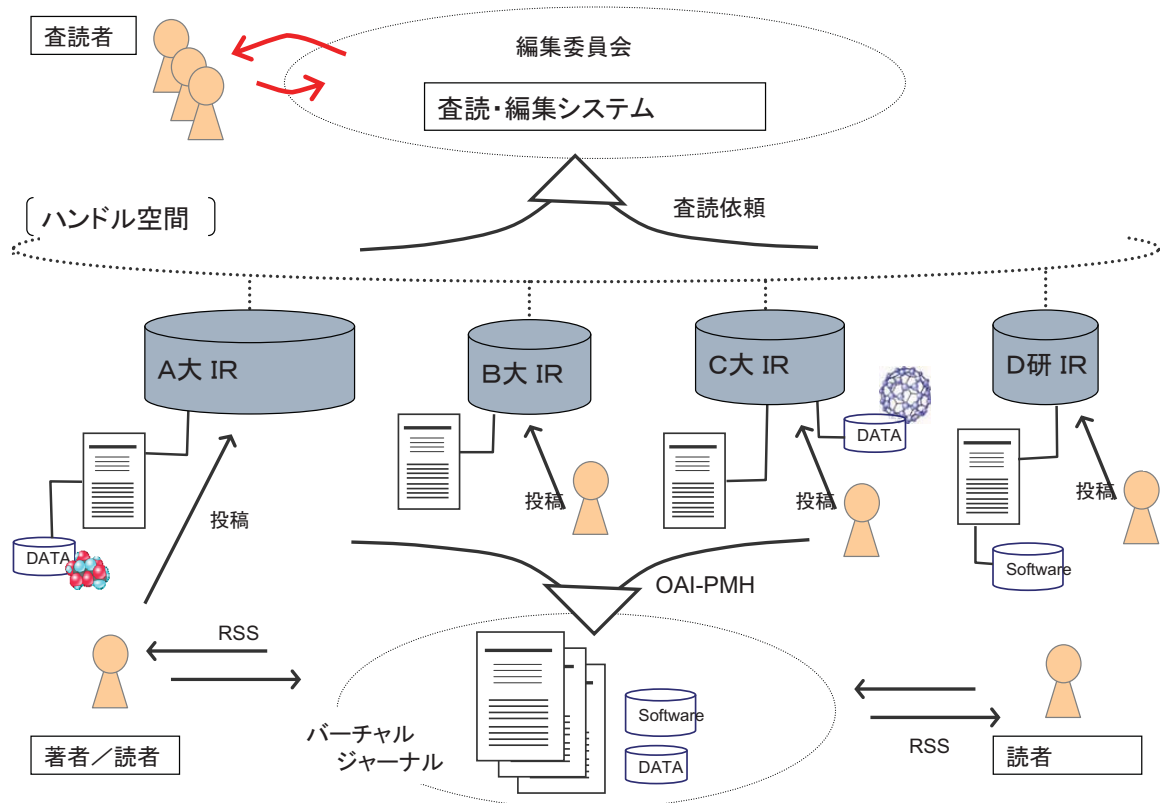 査読者
編集委員会
査読・編集システム
〔ハンドル空間〕
査読依頼
A大 IR
B大 IR
C大 IR
D研 IR
DATA
投稿
投稿
投稿
投稿
DATA
Software
OAI-PMH
RSS
Software
バーチャル
ジャーナル
DATA
RSS
著者／読者
読者